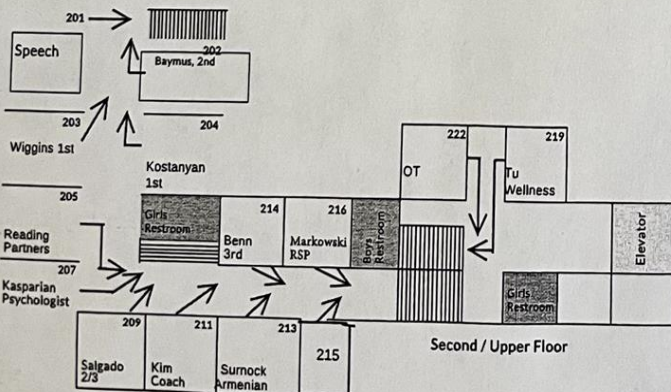 201
Speech
202
Baymus, 2nd
203
204
Wiggins 1st
Kostanyan
1st
205
222
OT
219
Tu
Wellness
Girls
Restroom
214
Benn
3rd
216
Markowski
RSP
Boys
Restroom
Elevator
Reading
Partners
207
Kasparian
Psychologist
Girls
Restroom
209
Salgado
2/3
211
Kim
Coach
213
Surnock
Armenian
215
Second / Upper Floor